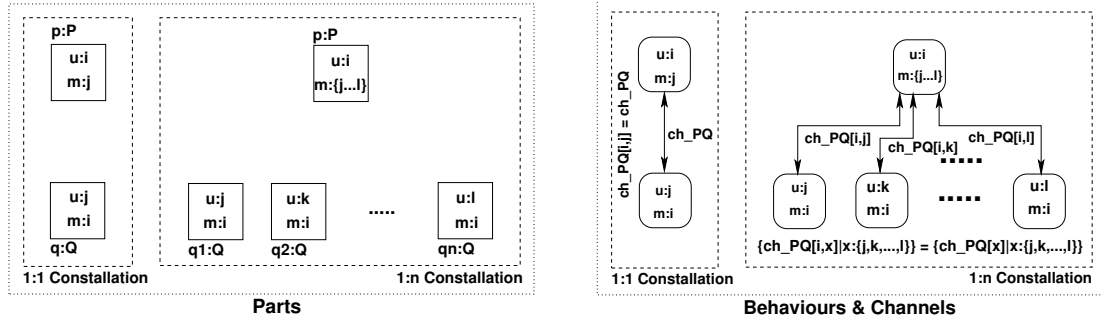 p:P
u:i
m:j
u:j
m:i
q:Q
1:1 Constallation
p:P
u:i
m:{j...l}
u:j
m:i
q1:Q
u:k
m:i
q2:Q
.....
u:l
m:i
qn:Q
1:n Constallation
Parts
ch_PQ[i,j] = ch_PQ
u:i
m:j
ch_PQ
u:j
m:i
1:1 Constallation
u:i
m:{j...l}
ch_PQ[i,j]
ch_PQ[i,k]
ch_PQ[i,l]
.....
u:j
m:i
u:k
m:i
.....
u:l
m:i
{ch_PQ[i,x]|x:{j,k,...,l}} = {ch_PQ[x]|x:{j,k,...,l}}
1:n Constallation
Behaviours & Channels